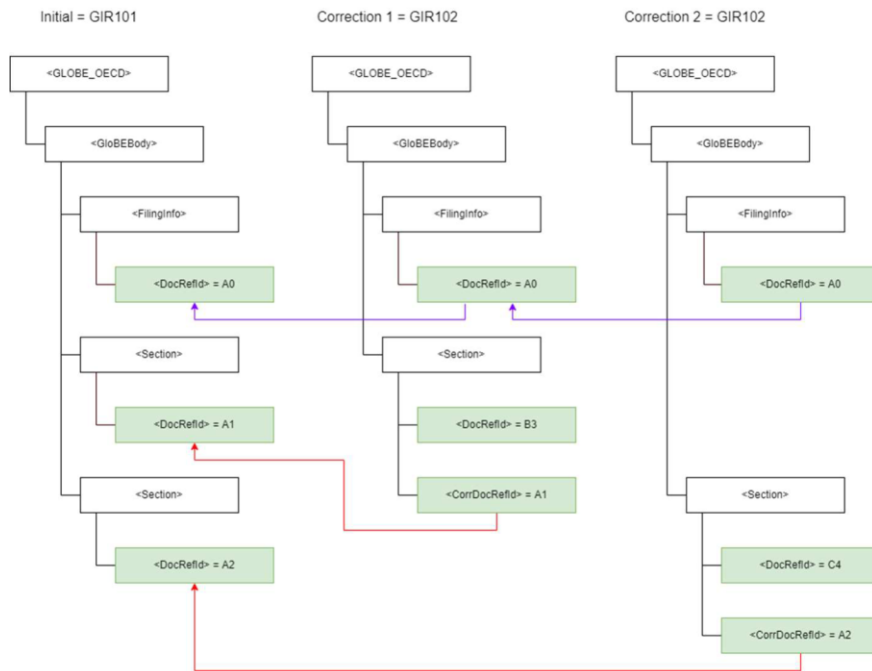 Initial = GIR101
Correction 1 = GIR102
Correction 2 = GIR102
<GLOBE_OECD>
<GLOBE_OECD>
<GLOBE_OECD>
<GloBEBody>
<GloBEBody>
<GloBEBody>
<FilingInfo>
<FilingInfo>
<FilingInfo>
<DocRefId> = A0
<DocRefId> = A0
<DocRefId> = A0
<Section>
<Section>
<DocRefId> = A1
<DocRefId> = B3
<Section>
<CorrDocRefId> = A1
<Section>
<DocRefId> = A2
<DocRefId> = C4
<CorrDocRefId> = A2